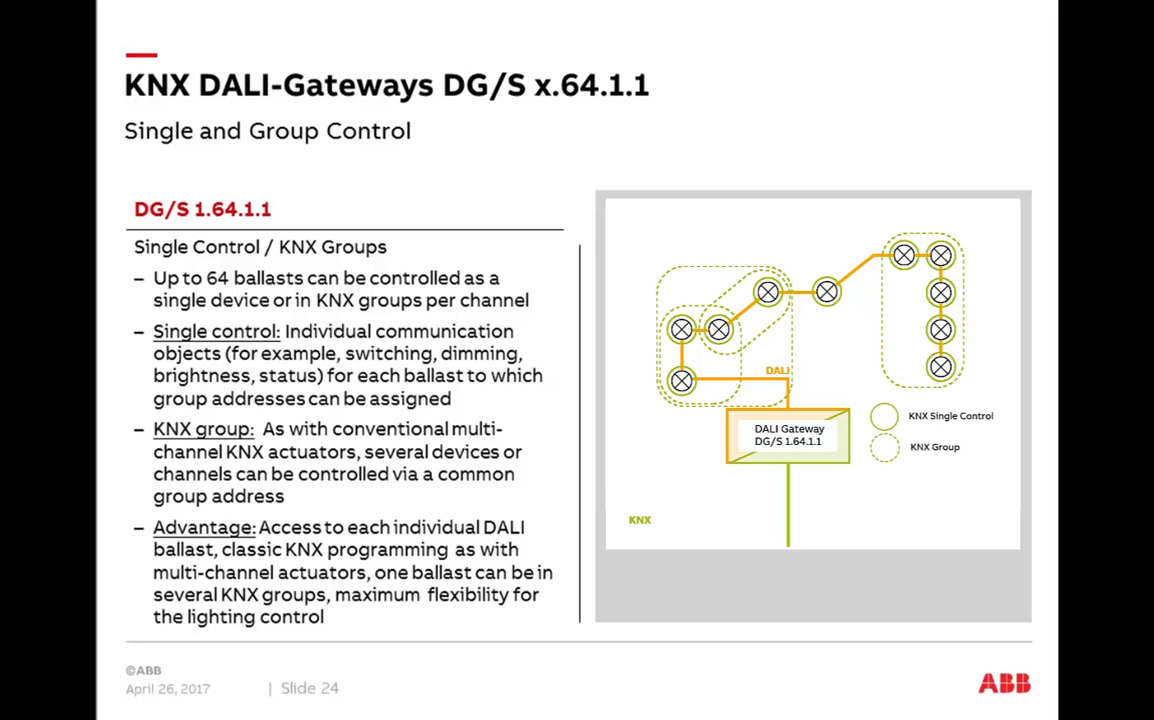 KNX DALI-Gateways DG/S x.64.1.1
Single and Group Control
DG/S 1.64.1.1
Single Control / KNX Groups
– Up to 64 ballasts can be controlled as a
single device or in KNX groups per channel
– Single control: Individual communication
objects (for example, switching, dimming,
brightness, status) for each ballast to which
group addresses can be assigned
– KNX group: As with conventional multi-
channel KNX actuators, several devices or
channels can be controlled via a common
group address
– Advantage: Access to each individual DALI
ballast, classic KNX programming as with
multi-channel actuators, one ballast can be in
several KNX groups, maximum flexibility for
the lighting control
DALI
DALI Gateway
DG/S 1.64.1.1
KNX Single Control
KNX Group
KNX
©ABB
April 26, 2017 | Slide 24
ABB